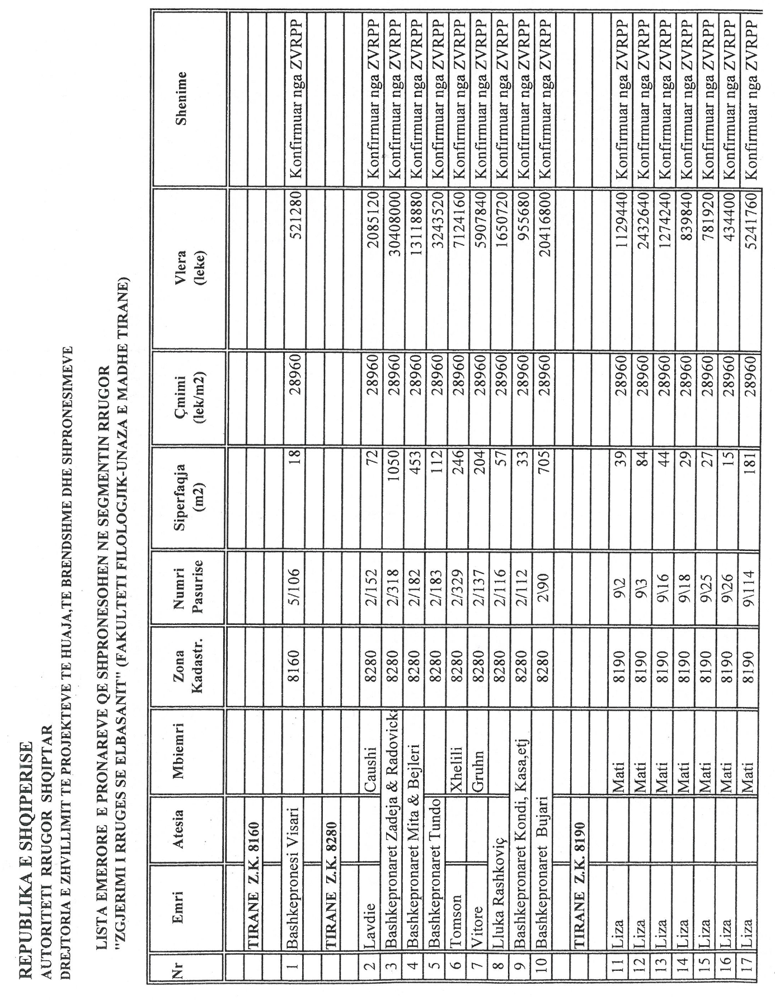 REPUBLIKA E SHQIPERISE
AUTORITETI RRUGOR SHQIPTAR
DREJTORIA E ZHVILLIMIT TE PROJEKTEVE TE HUAJA,TE BRENDSHME DHE SHPRONESIMEVE
LISTA EMERORE E PRONAREVE QE SHPRONESOHEN NE SEGMENTIN RRUGOR
"ZGJERIMI I RRUGES SE ELBASANIT" (FAKULTETI FILOLOGJIK-UNAZA E MADHE TIRANE)
Nr Emri Atesia Mbiemri Zona Kadastr. Numri Pasurise Siperfaqja (m2) Çmimi (lek/m2) Vlera (leke) Shenime
TIRANE Z.K. 8160
1 Bashkepronesi Visari 8160 5/106 18 28960 521280 Konfirmuar nga ZVRPP
TIRANE Z.K. 8280
2 Lavdie Caushi 8280 2/152 72 28960 2085120 Konfirmuar nga ZVRPP
3 Bashkepronaret Zadeja & Radovicka 8280 2/318 1050 28960 30408000 Konfirmuar nga ZVRPP
4 Bashkepronaret Mita & Bejleri 8280 2/182 453 28960 13118880 Konfirmuar nga ZVRPP
5 Bashkepronaret Tundo 8280 2/183 112 28960 3243520 Konfirmuar nga ZVRPP
6 Tomson Xhelili 8280 2/329 246 28960 7124160 Konfirmuar nga ZVRPP
7 Vitore Gruhn 8280 2/137 204 28960 5907840 Konfirmuar nga ZVRPP
8 Lluka Rashkoviç 8280 2/116 57 28960 1650720 Konfirmuar nga ZVRPP
9 Bashkepronaret Kondi, Kasa,etj 8280 2/112 33 28960 955680 Konfirmuar nga ZVRPP
10 Bashkepronaret Bujari 8280 2\90 705 28960 20416800 Konfirmuar nga ZVRPP
TIRANE Z.K. 8190
11 Liza Mati 8190 9\2 39 28960 1129440 Konfirmuar nga ZVRPP
12 Liza Mati 8190 9\3 84 28960 2432640 Konfirmuar nga ZVRPP
13 Liza Mati 8190 9\16 44 28960 1274240 Konfirmuar nga ZVRPP
14 Liza Mati 8190 9\18 29 28960 839840 Konfirmuar nga ZVRPP
15 Liza Mati 8190 9\25 27 28960 781920 Konfirmuar nga ZVRPP
16 Liza Mati 8190 9\26 15 28960 434400 Konfirmuar nga ZVRPP
17 Liza Mati 8190 9\114 181 28960 5241760 Konfirmuar nga ZVRPP